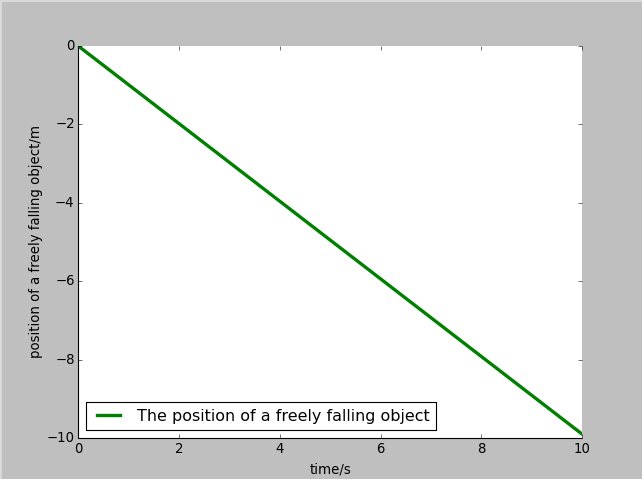 0
−2
−4
−6
−8
−10
position of a freely falling object/m
The position of a freely falling object
0 2 4 6 8 10
time/s